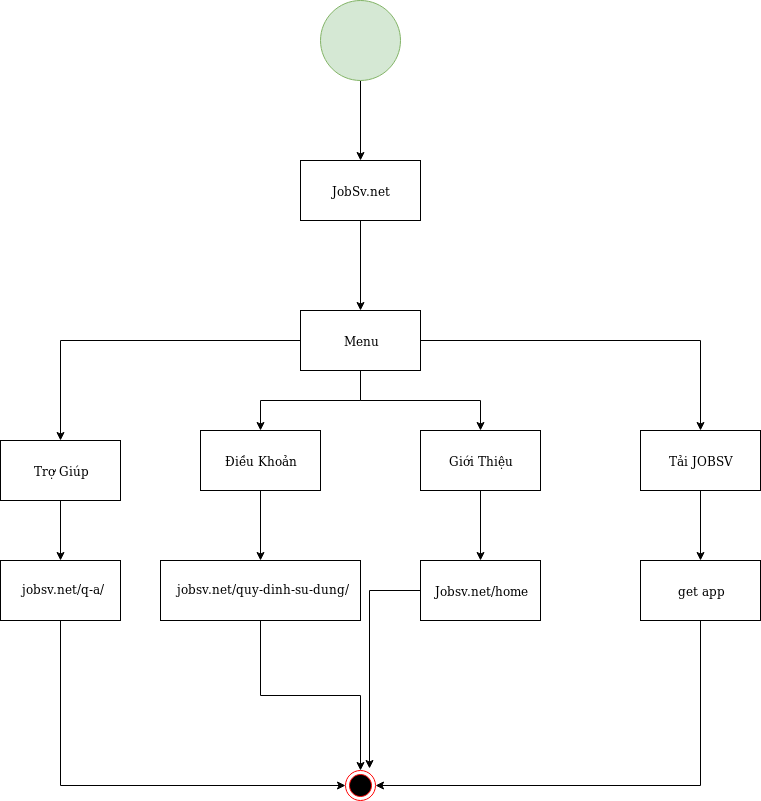 JobSv.net
Menu
Trợ Giúp
Điều Khoản
Giới Thiệu
Tải JOBSV
jobsv.net/q-a/
jobsv.net/quy-dinh-su-dung/
Jobsv.net/home
get app